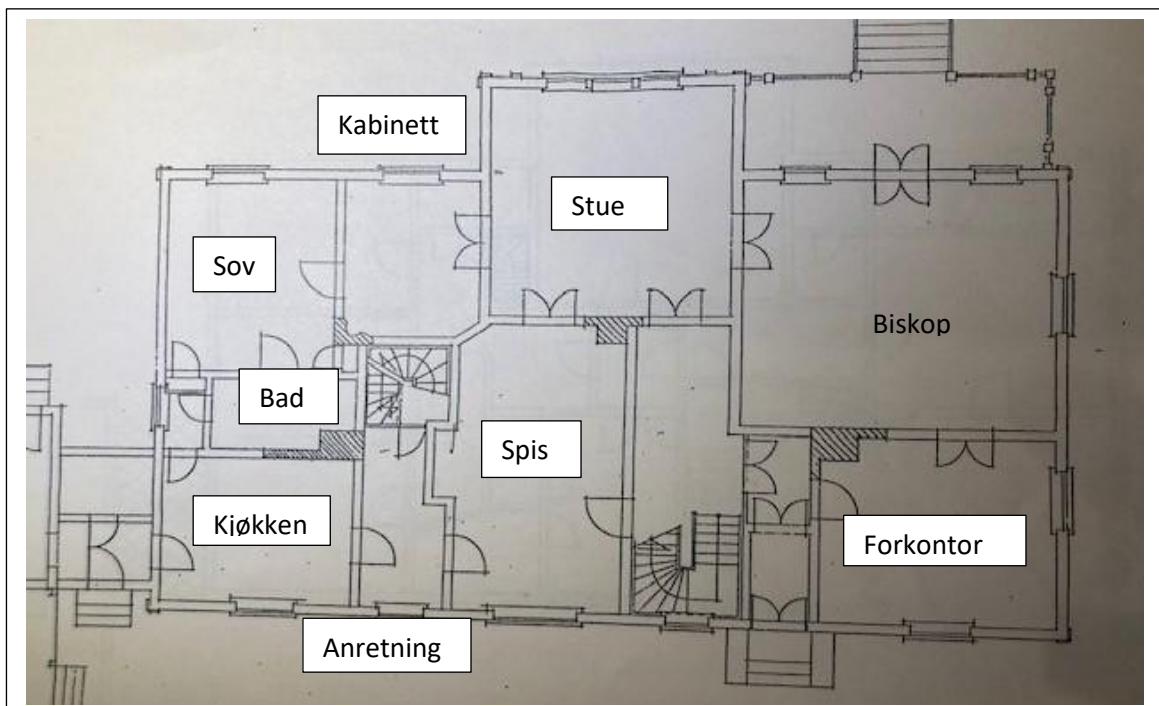 Kabinett
Stue
Sov
Biskop
Bad
Spis
Kjøkken
Forkontor
Anretning